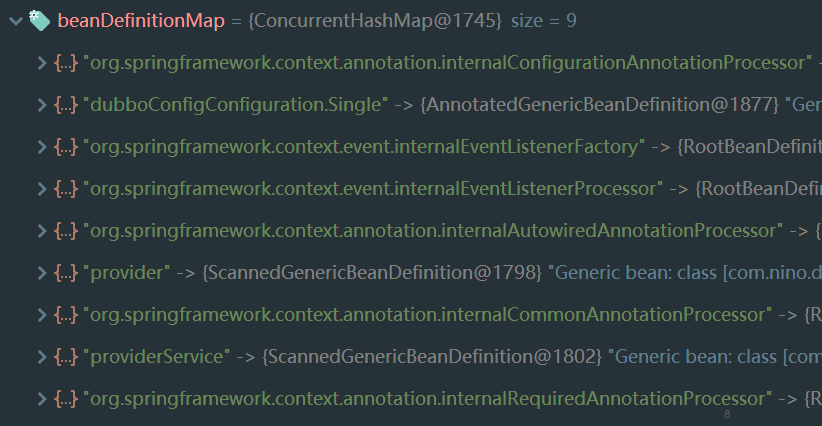 beanDefinitionMap = {ConcurrentHashMap@1745} size = 9
{...} "org.springframework.context.annotation.internalConfigurationAnnotationProcessor" -
{...} "dubboConfigConfiguration.Single" -> {AnnotatedGenericBeanDefinition@1877} "Gen
{...} "org.springframework.context.event.internalEventListenerFactory" -> {RootBeanDefinit
{...} "org.springframework.context.event.internalEventListenerProcessor" -> {RootBeanDefi
{...} "org.springframework.context.annotation.internalAutowiredAnnotationProcessor" -> {
{...} "provider" -> {ScannedGenericBeanDefinition@1798} "Generic bean: class [com.nino.d
{...} "org.springframework.context.annotation.internalCommonAnnotationProcessor" -> {R
{...} "providerService" -> {ScannedGenericBeanDefinition@1802} "Generic bean: class [com
{...} "org.springframework.context.annotation.internalRequiredAnnotationProcessor" -> {R
8